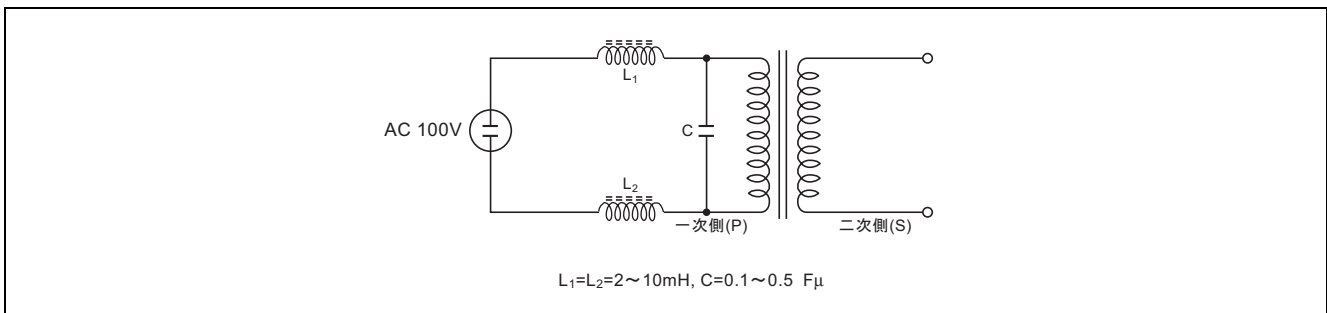 L₁
AC 100V
C
L₂
一次側(P)
二次側(S)
L₁=L₂=2～10mH, C=0.1～0.5 Fμ